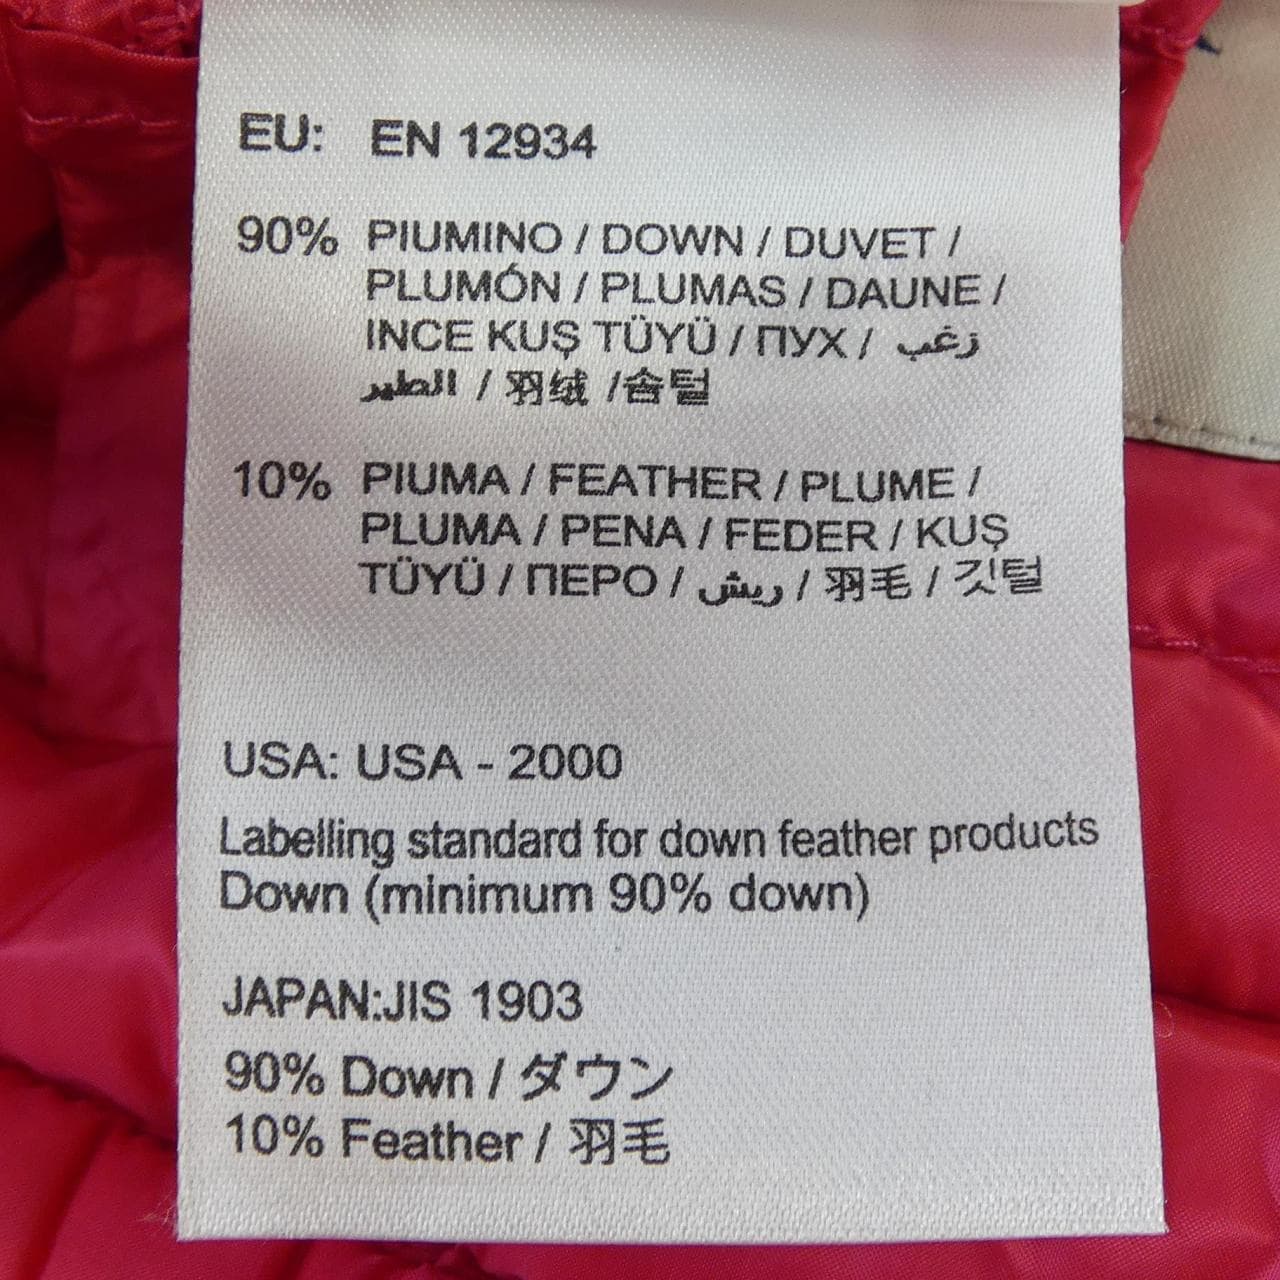 EU: EN 12934
90% PIUMINO / DOWN / DUVET /
PLUMÓN / PLUMAS / DAUNE /
INCE KUŞ TÜYÜ / ПУХ / زغب
الطير / 羽绒 /솜털
10% PIUMA / FEATHER / PLUME /
PLUMA / PENA / FEDER / KUŞ
TÜYÜ / ПЕРО / ريش / 羽毛 / 깃털
USA: USA - 2000
Labelling standard for down feather products
Down (minimum 90% down)
JAPAN:JIS 1903
90% Down / ダウン
10% Feather / 羽毛